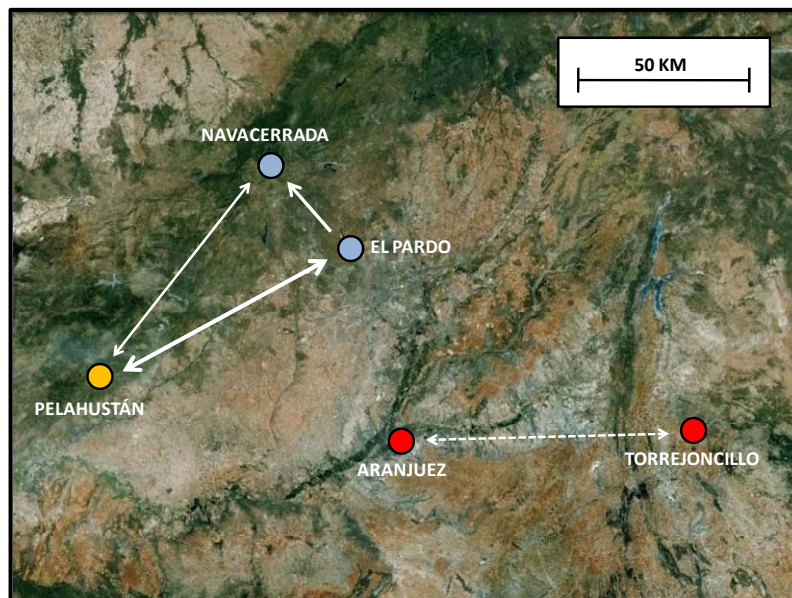 50 KM
NAVACERRADA
EL PARDO
PELAHUSTÁN
ARANJUEZ
TORREJONCILLO